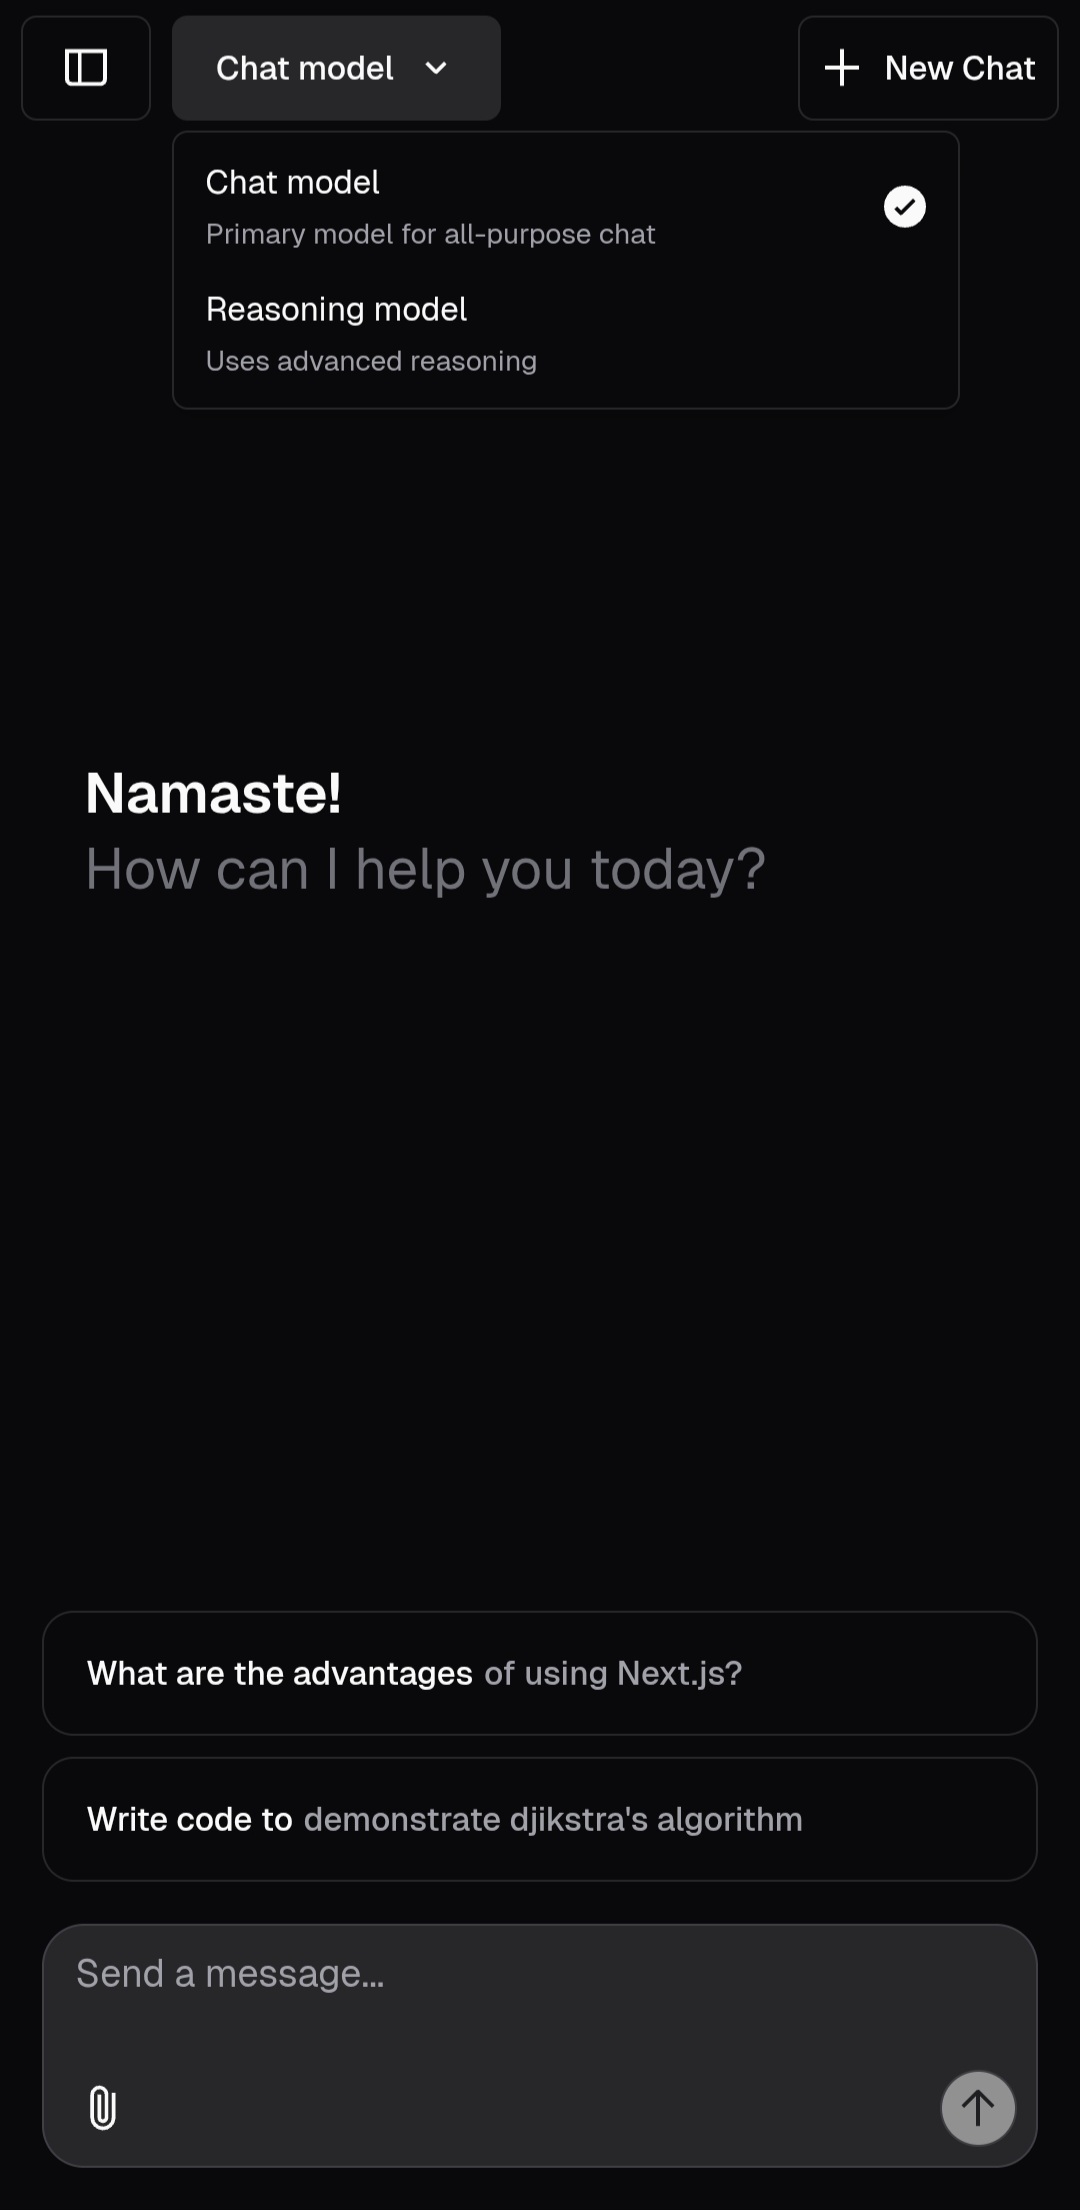 Chat model
New Chat
Chat model
Primary model for all-purpose chat
Reasoning model
Uses advanced reasoning
Namaste!
How can I help you today?
What are the advantages of using Next.js?
Write code to demonstrate djikstra's algorithm
Send a message...